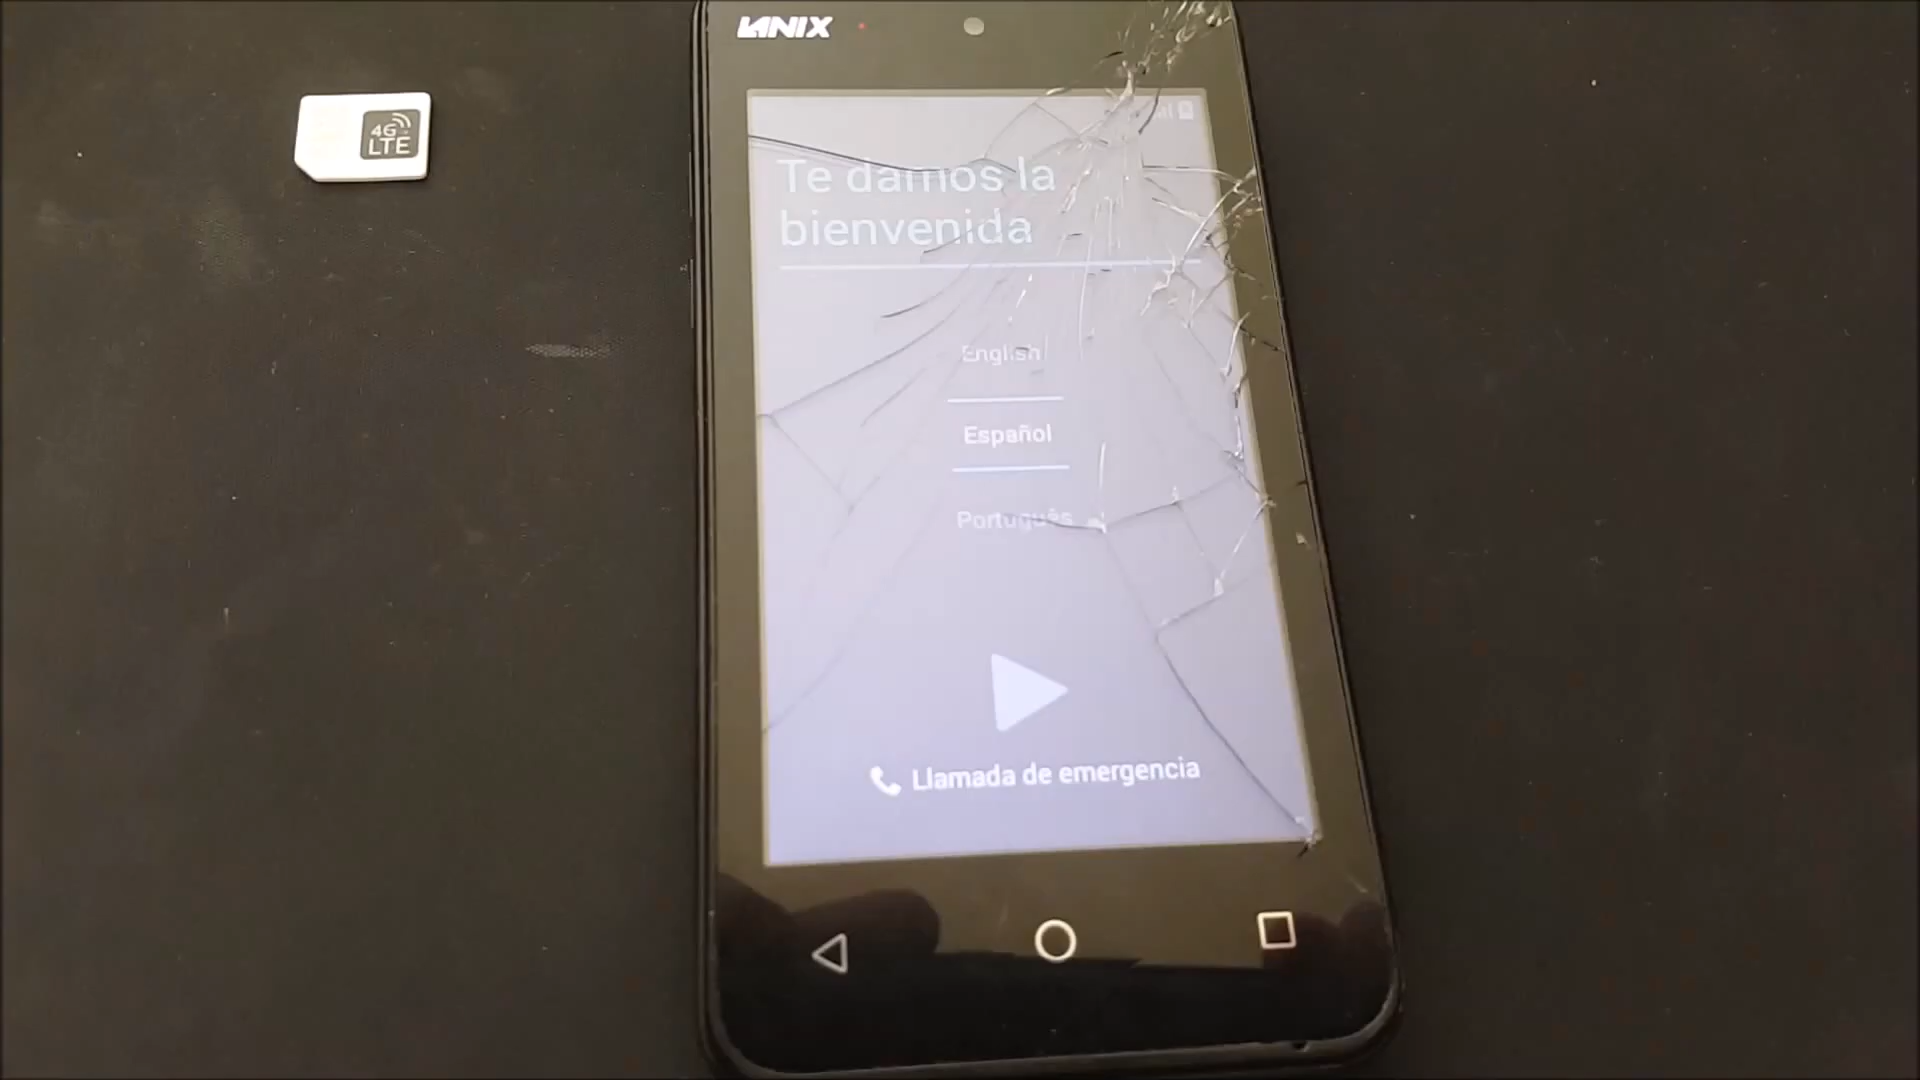 LANIX
4G
LTE
Te damos la
bienvenida
English
Español
Português
Llamada de emergencia